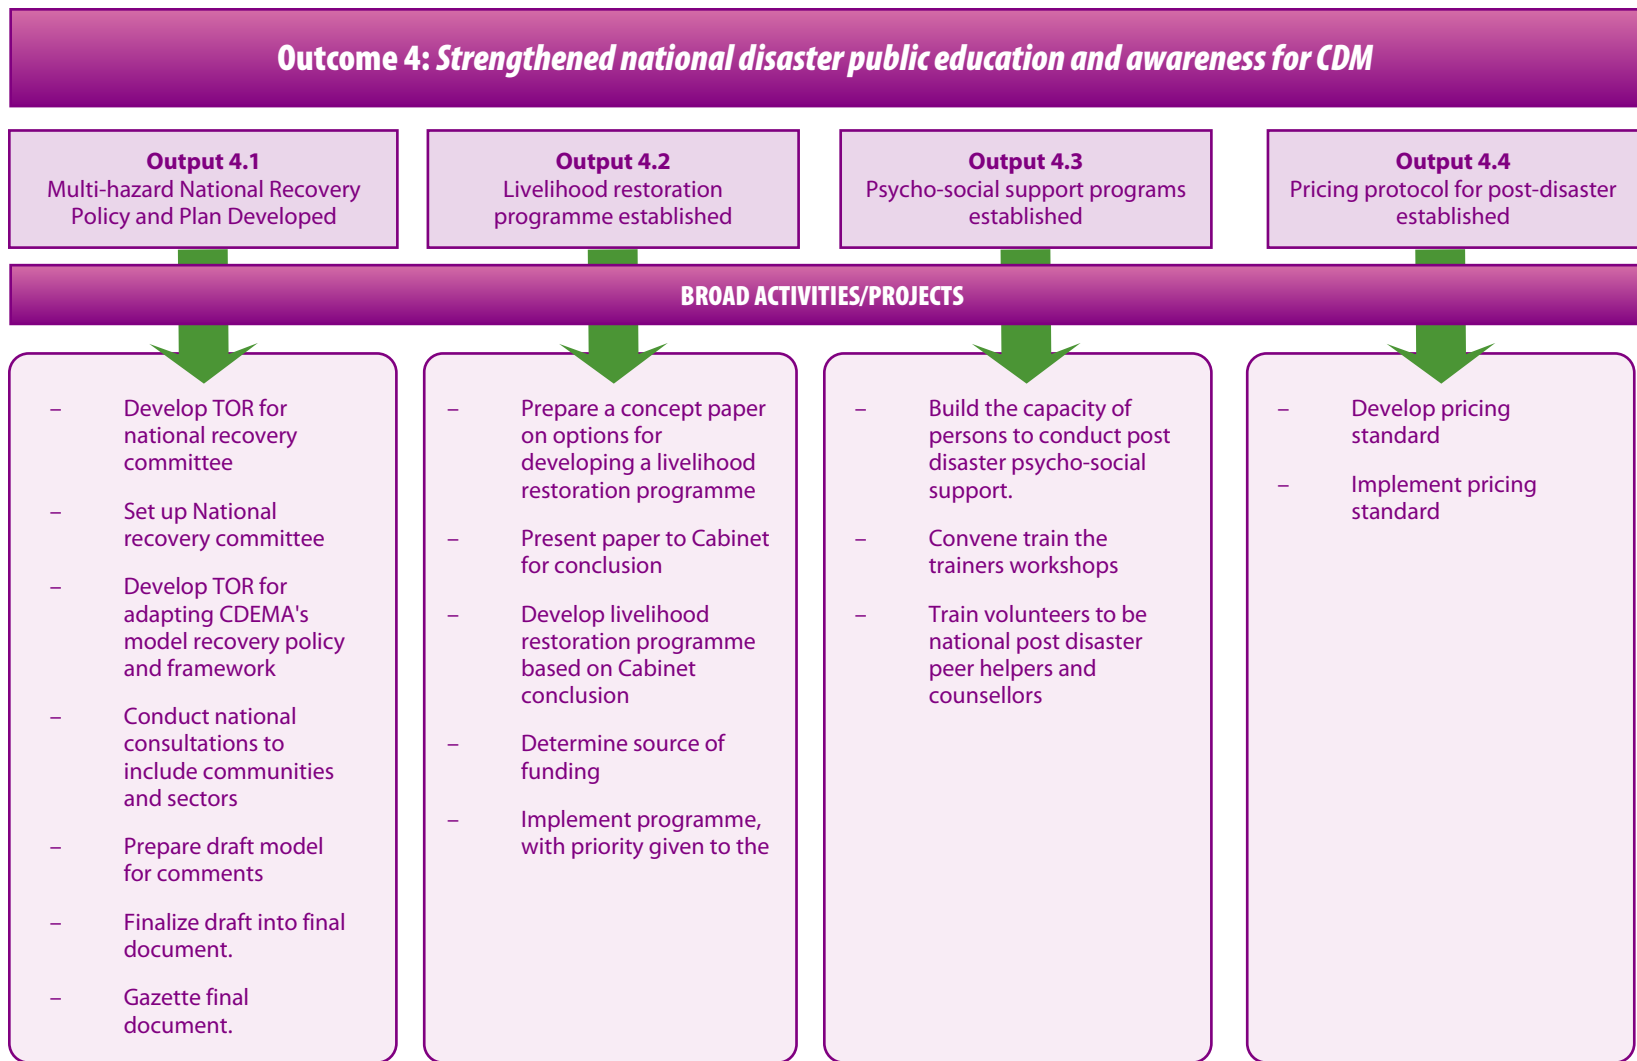 Outcome 4: Strengthened national disaster public education and awareness for CDM
Output 4.1
Multi-hazard National Recovery
Policy and Plan Developed
Output 4.2
Livelihood restoration
programme established
Output 4.3
Psycho-social support programs
established
Output 4.4
Pricing protocol for post-disaster
established
BROAD ACTIVITIES/PROJECTS
– Develop TOR for
national recovery
committee
– Set up National
recovery committee
– Develop TOR for
adapting CDEMA's
model recovery policy
and framework
– Conduct national
consultations to
include communities
and sectors
– Prepare draft model
for comments
– Finalize draft into final
document.
– Gazette final
document.
– Prepare a concept paper
on options for
developing a livelihood
restoration programme
– Present paper to Cabinet
for conclusion
– Develop livelihood
restoration programme
based on Cabinet
conclusion
– Determine source of
funding
– Implement programme,
with priority given to the
– Build the capacity of
persons to conduct post
disaster psycho-social
support.
– Convene train the
trainers workshops
– Train volunteers to be
national post disaster
peer helpers and
counsellors
– Develop pricing
standard
– Implement pricing
standard